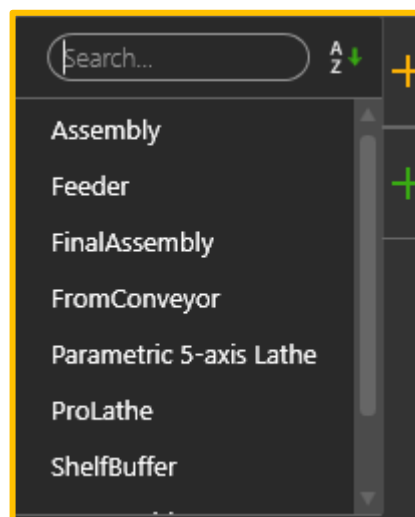 Search...
A
Z
Assembly
Feeder
FinalAssembly
FromConveyor
Parametric 5-axis Lathe
ProLathe
ShelfBuffer